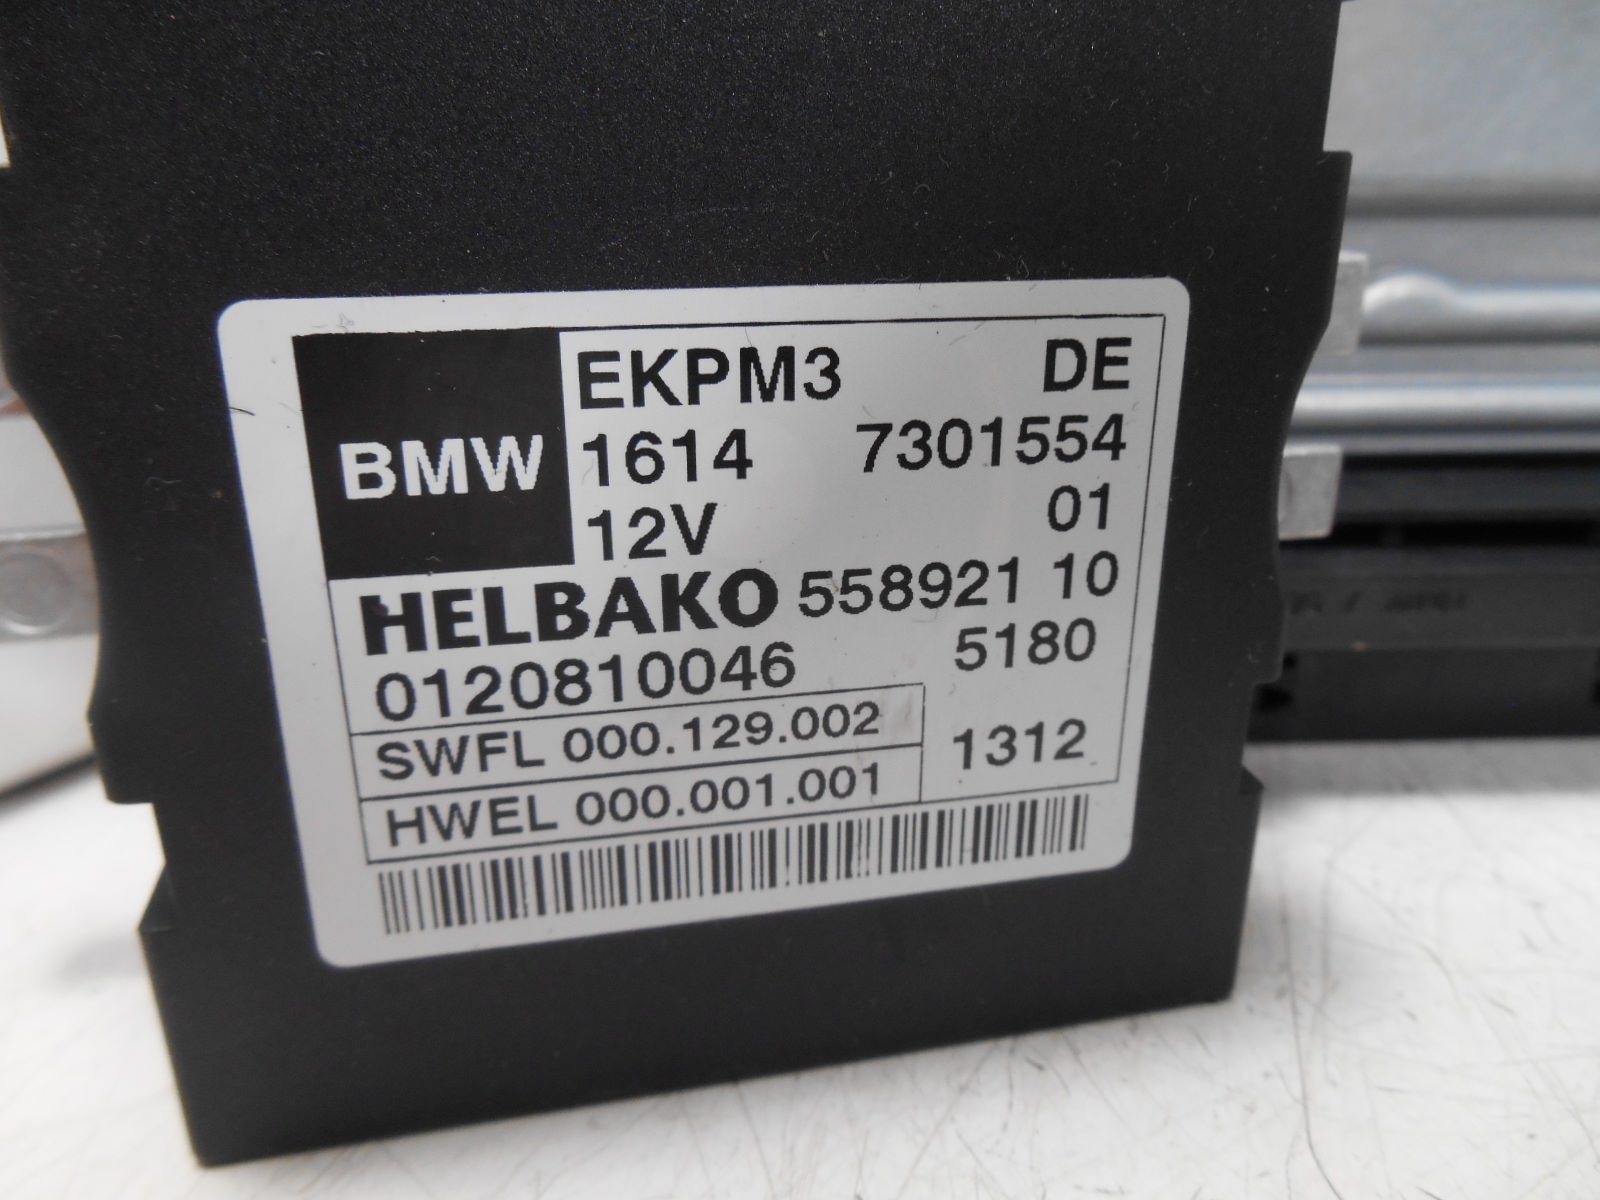 BMW
EKPM3 DE
1614 7301554
12V 01
HELBAKO 558921 10
0120810046 5180
SWFL 000.129.002
1312
HWEL 000.001.001